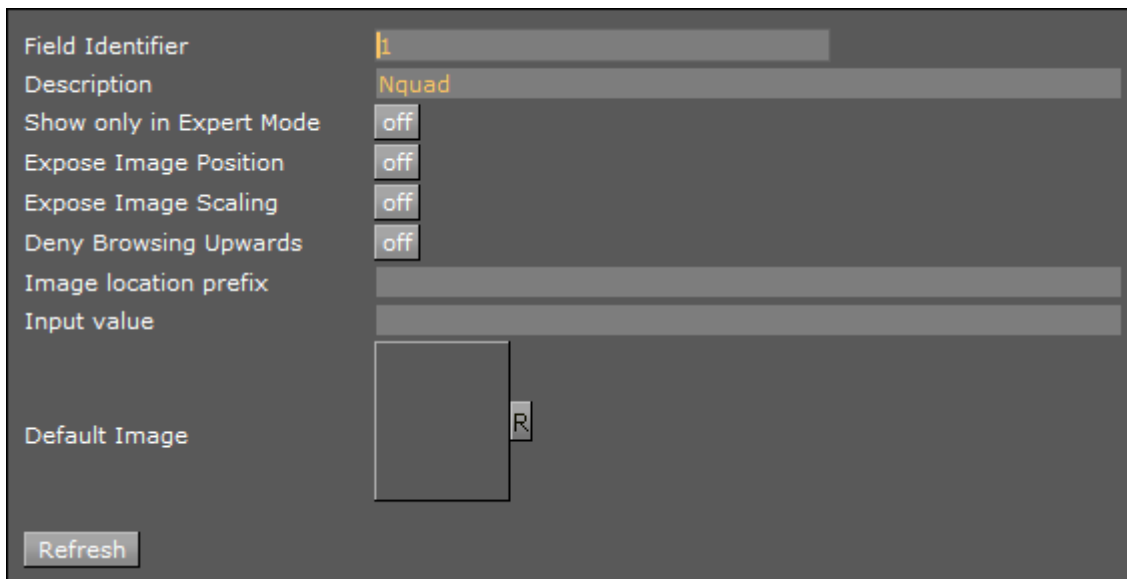 Field Identifier 1
Description Nquad
Show only in Expert Mode off
Expose Image Position off
Expose Image Scaling off
Deny Browsing Upwards off
Image location prefix
Input value
Default Image R
Refresh